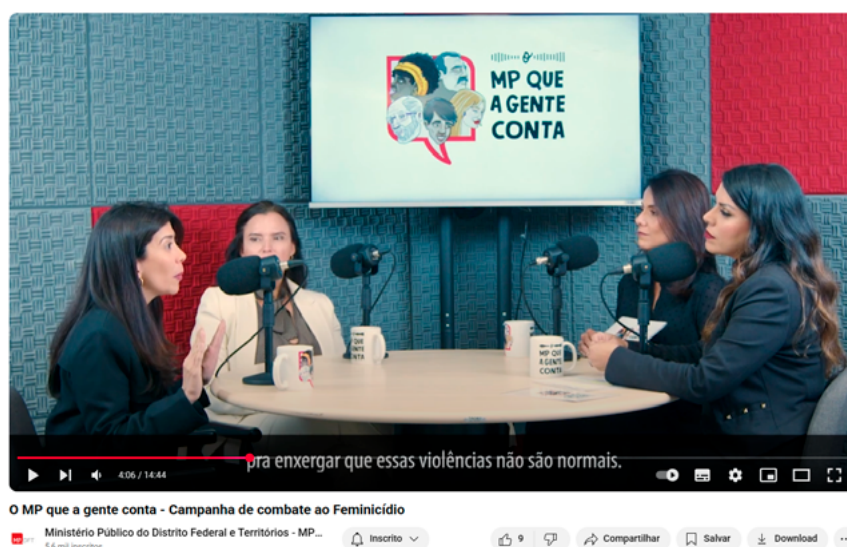 MP QUE
A GENTE
CONTA
MP QUE
A GENTE
CONTA
4:06 / 14:44
pra enxergar que essas violências não são normais.
O MP que a gente conta - Campanha de combate ao Feminicídio
Ministério Público do Distrito Federal e Territórios - MP...
Inscrito
9
Compartilhar
Salvar
Download